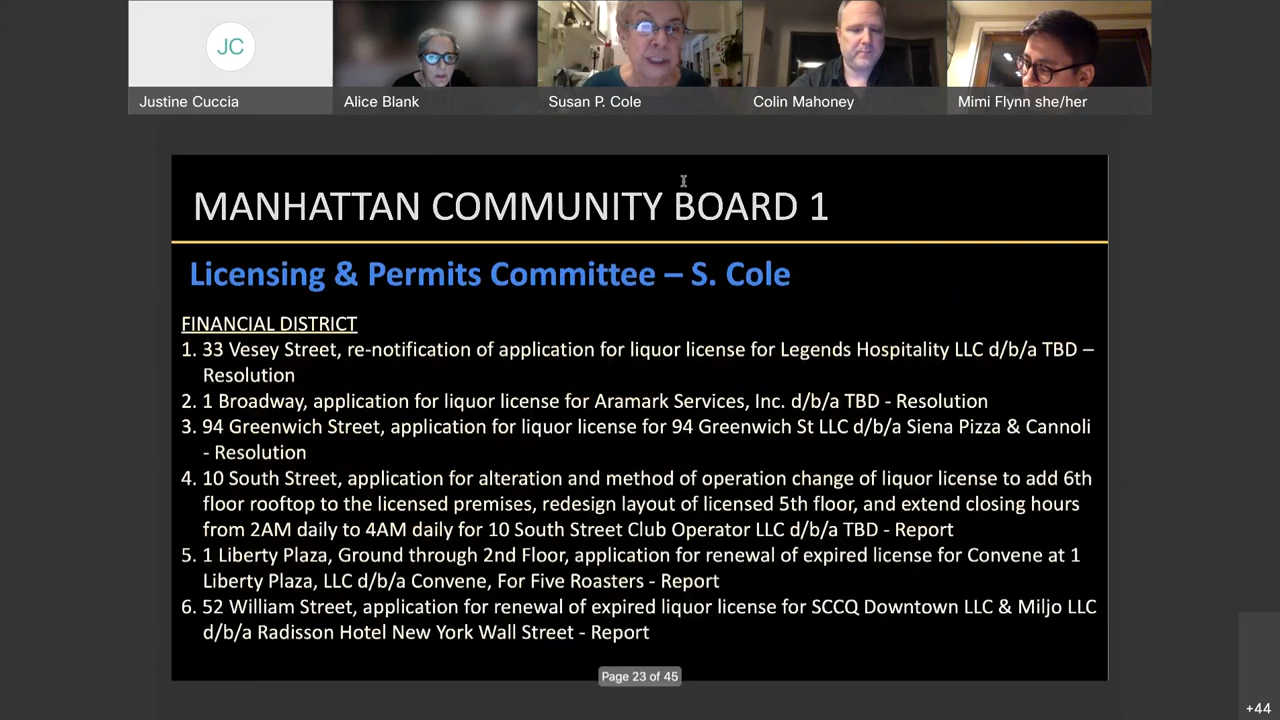 JC
Justine Cuccia
Alice Blank
Susan P. Cole
Colin Mahoney
Mimi Flynn she/her
MANHATTAN COMMUNITY BOARD 1
Licensing & Permits Committee – S. Cole
FINANCIAL DISTRICT
1. 33 Vesey Street, re-notification of application for liquor license for Legends Hospitality LLC d/b/a TBD –
Resolution
2. 1 Broadway, application for liquor license for Aramark Services, Inc. d/b/a TBD - Resolution
3. 94 Greenwich Street, application for liquor license for 94 Greenwich St LLC d/b/a Siena Pizza & Cannoli
- Resolution
4. 10 South Street, application for alteration and method of operation change of liquor license to add 6th
floor rooftop to the licensed premises, redesign layout of licensed 5th floor, and extend closing hours
from 2AM daily to 4AM daily for 10 South Street Club Operator LLC d/b/a TBD - Report
5. 1 Liberty Plaza, Ground through 2nd Floor, application for renewal of expired license for Convene at 1
Liberty Plaza, LLC d/b/a Convene, For Five Roasters - Report
6. 52 William Street, application for renewal of expired liquor license for SCCQ Downtown LLC & Miljo LLC
d/b/a Radisson Hotel New York Wall Street - Report
Page 23 of 45
+44